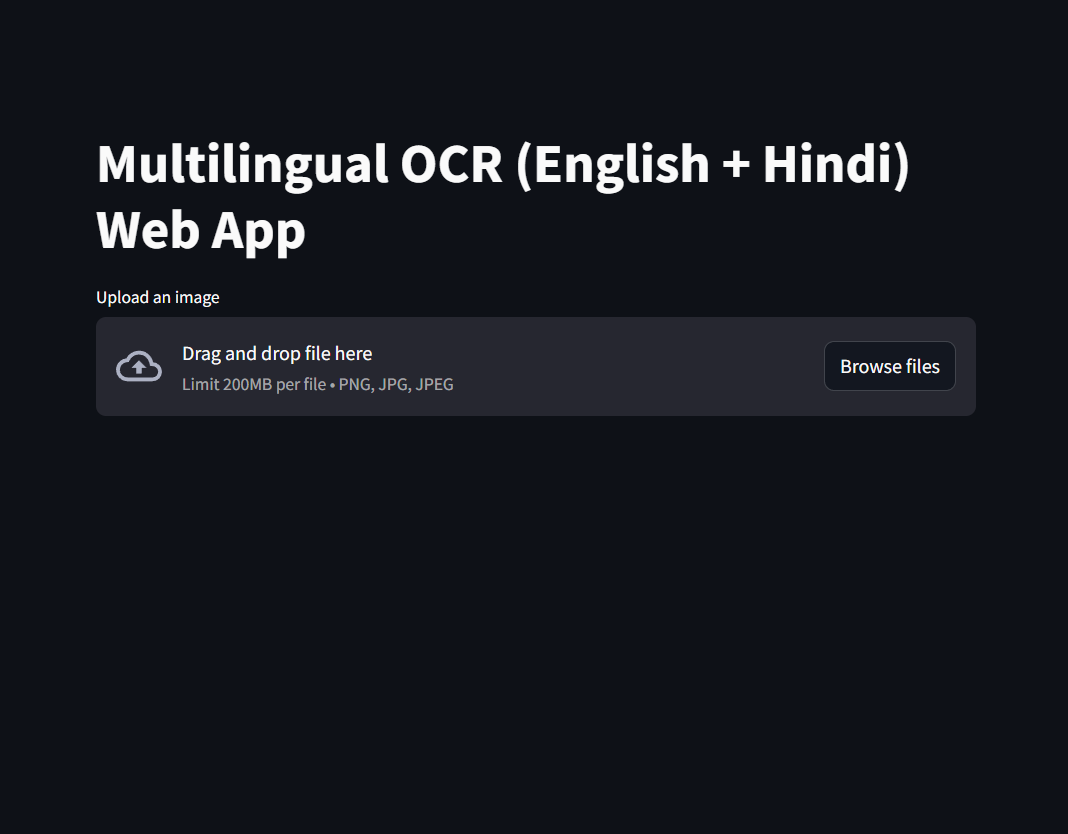 Multilingual OCR (English + Hindi)
Web App
Upload an image
Drag and drop file here
Limit 200MB per file • PNG, JPG, JPEG
Browse files